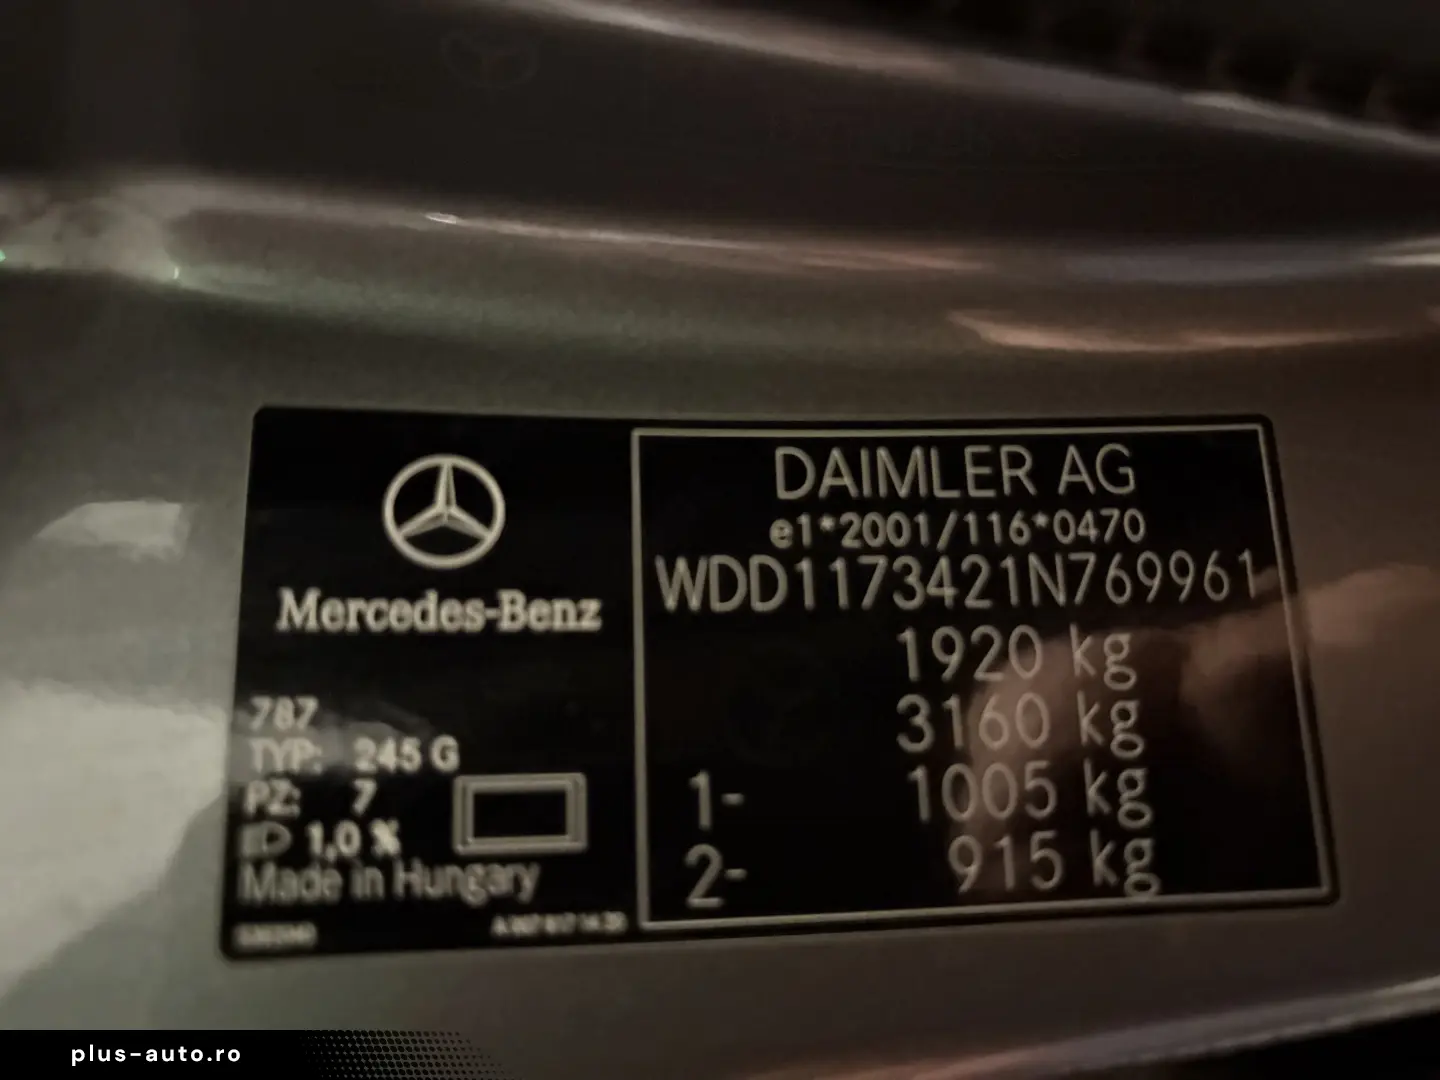 Mercedes-Benz
787
TYP: 245 G
PZ: 7
1,0 %
Made in Hungary
DAIMLER AG
e1*2001/116*0470
WDD1173421N769961
1920 kg
3160 kg
1- 1005 kg
2- 915 kg
plus-auto.ro